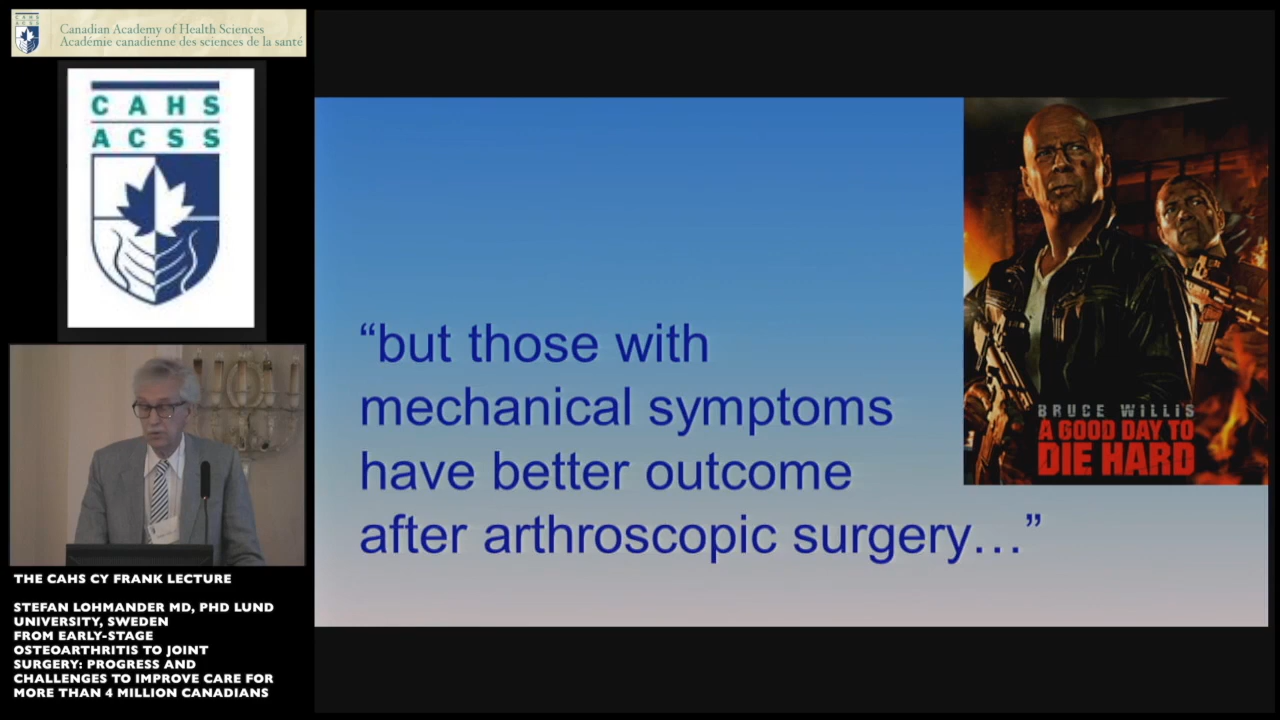 Canadian Academy of Health Sciences
Académie canadienne des sciences de la santé
CAHS
ACSS
THE CAHS CY FRANK LECTURE
STEFAN LOHMANDER MD, PHD LUND
UNIVERSITY, SWEDEN
FROM EARLY-STAGE
OSTEOARTHRITIS TO JOINT
SURGERY: PROGRESS AND
CHALLENGES TO IMPROVE CARE FOR
MORE THAN 4 MILLION CANADIANS
“but those with
mechanical symptoms
have better outcome
after arthroscopic surgery…”
BRUCE WILLIS
A GOOD DAY TO
DIE HARD